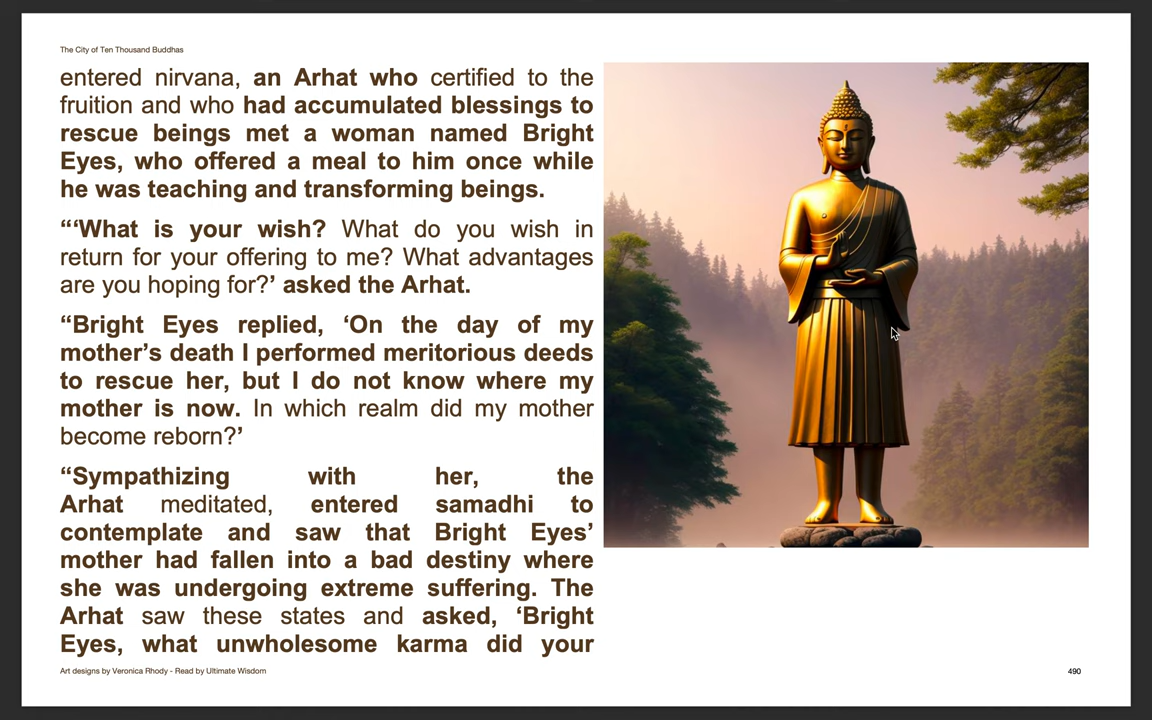 The City of Ten Thousand Buddhas
entered nirvana, an Arhat who certified to the
fruition and who had accumulated blessings to
rescue beings met a woman named Bright
Eyes, who offered a meal to him once while
he was teaching and transforming beings.
“‘What is your wish? What do you wish in
return for your offering to me? What advantages
are you hoping for?’ asked the Arhat.
“Bright Eyes replied, ‘On the day of my
mother’s death I performed meritorious deeds
to rescue her, but I do not know where my
mother is now. In which realm did my mother
become reborn?’
“Sympathizing with her, the
Arhat meditated, entered samadhi to
contemplate and saw that Bright Eyes’
mother had fallen into a bad destiny where
she was undergoing extreme suffering. The
Arhat saw these states and asked, ‘Bright
Eyes, what unwholesome karma did your
Art designs by Veronica Rhody - Read by Ultimate Wisdom
490